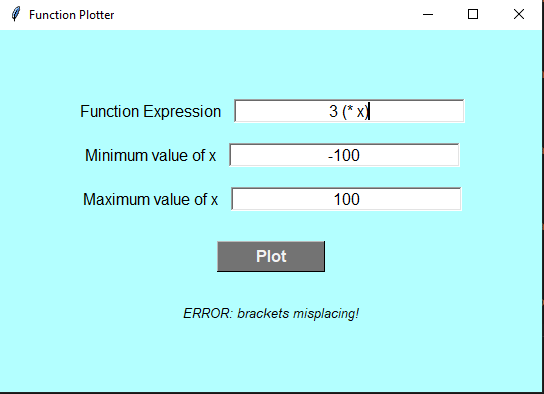 Function Plotter
Function Expression 3 (* x)
Minimum value of x -100
Maximum value of x 100
Plot
ERROR: brackets misplacing!